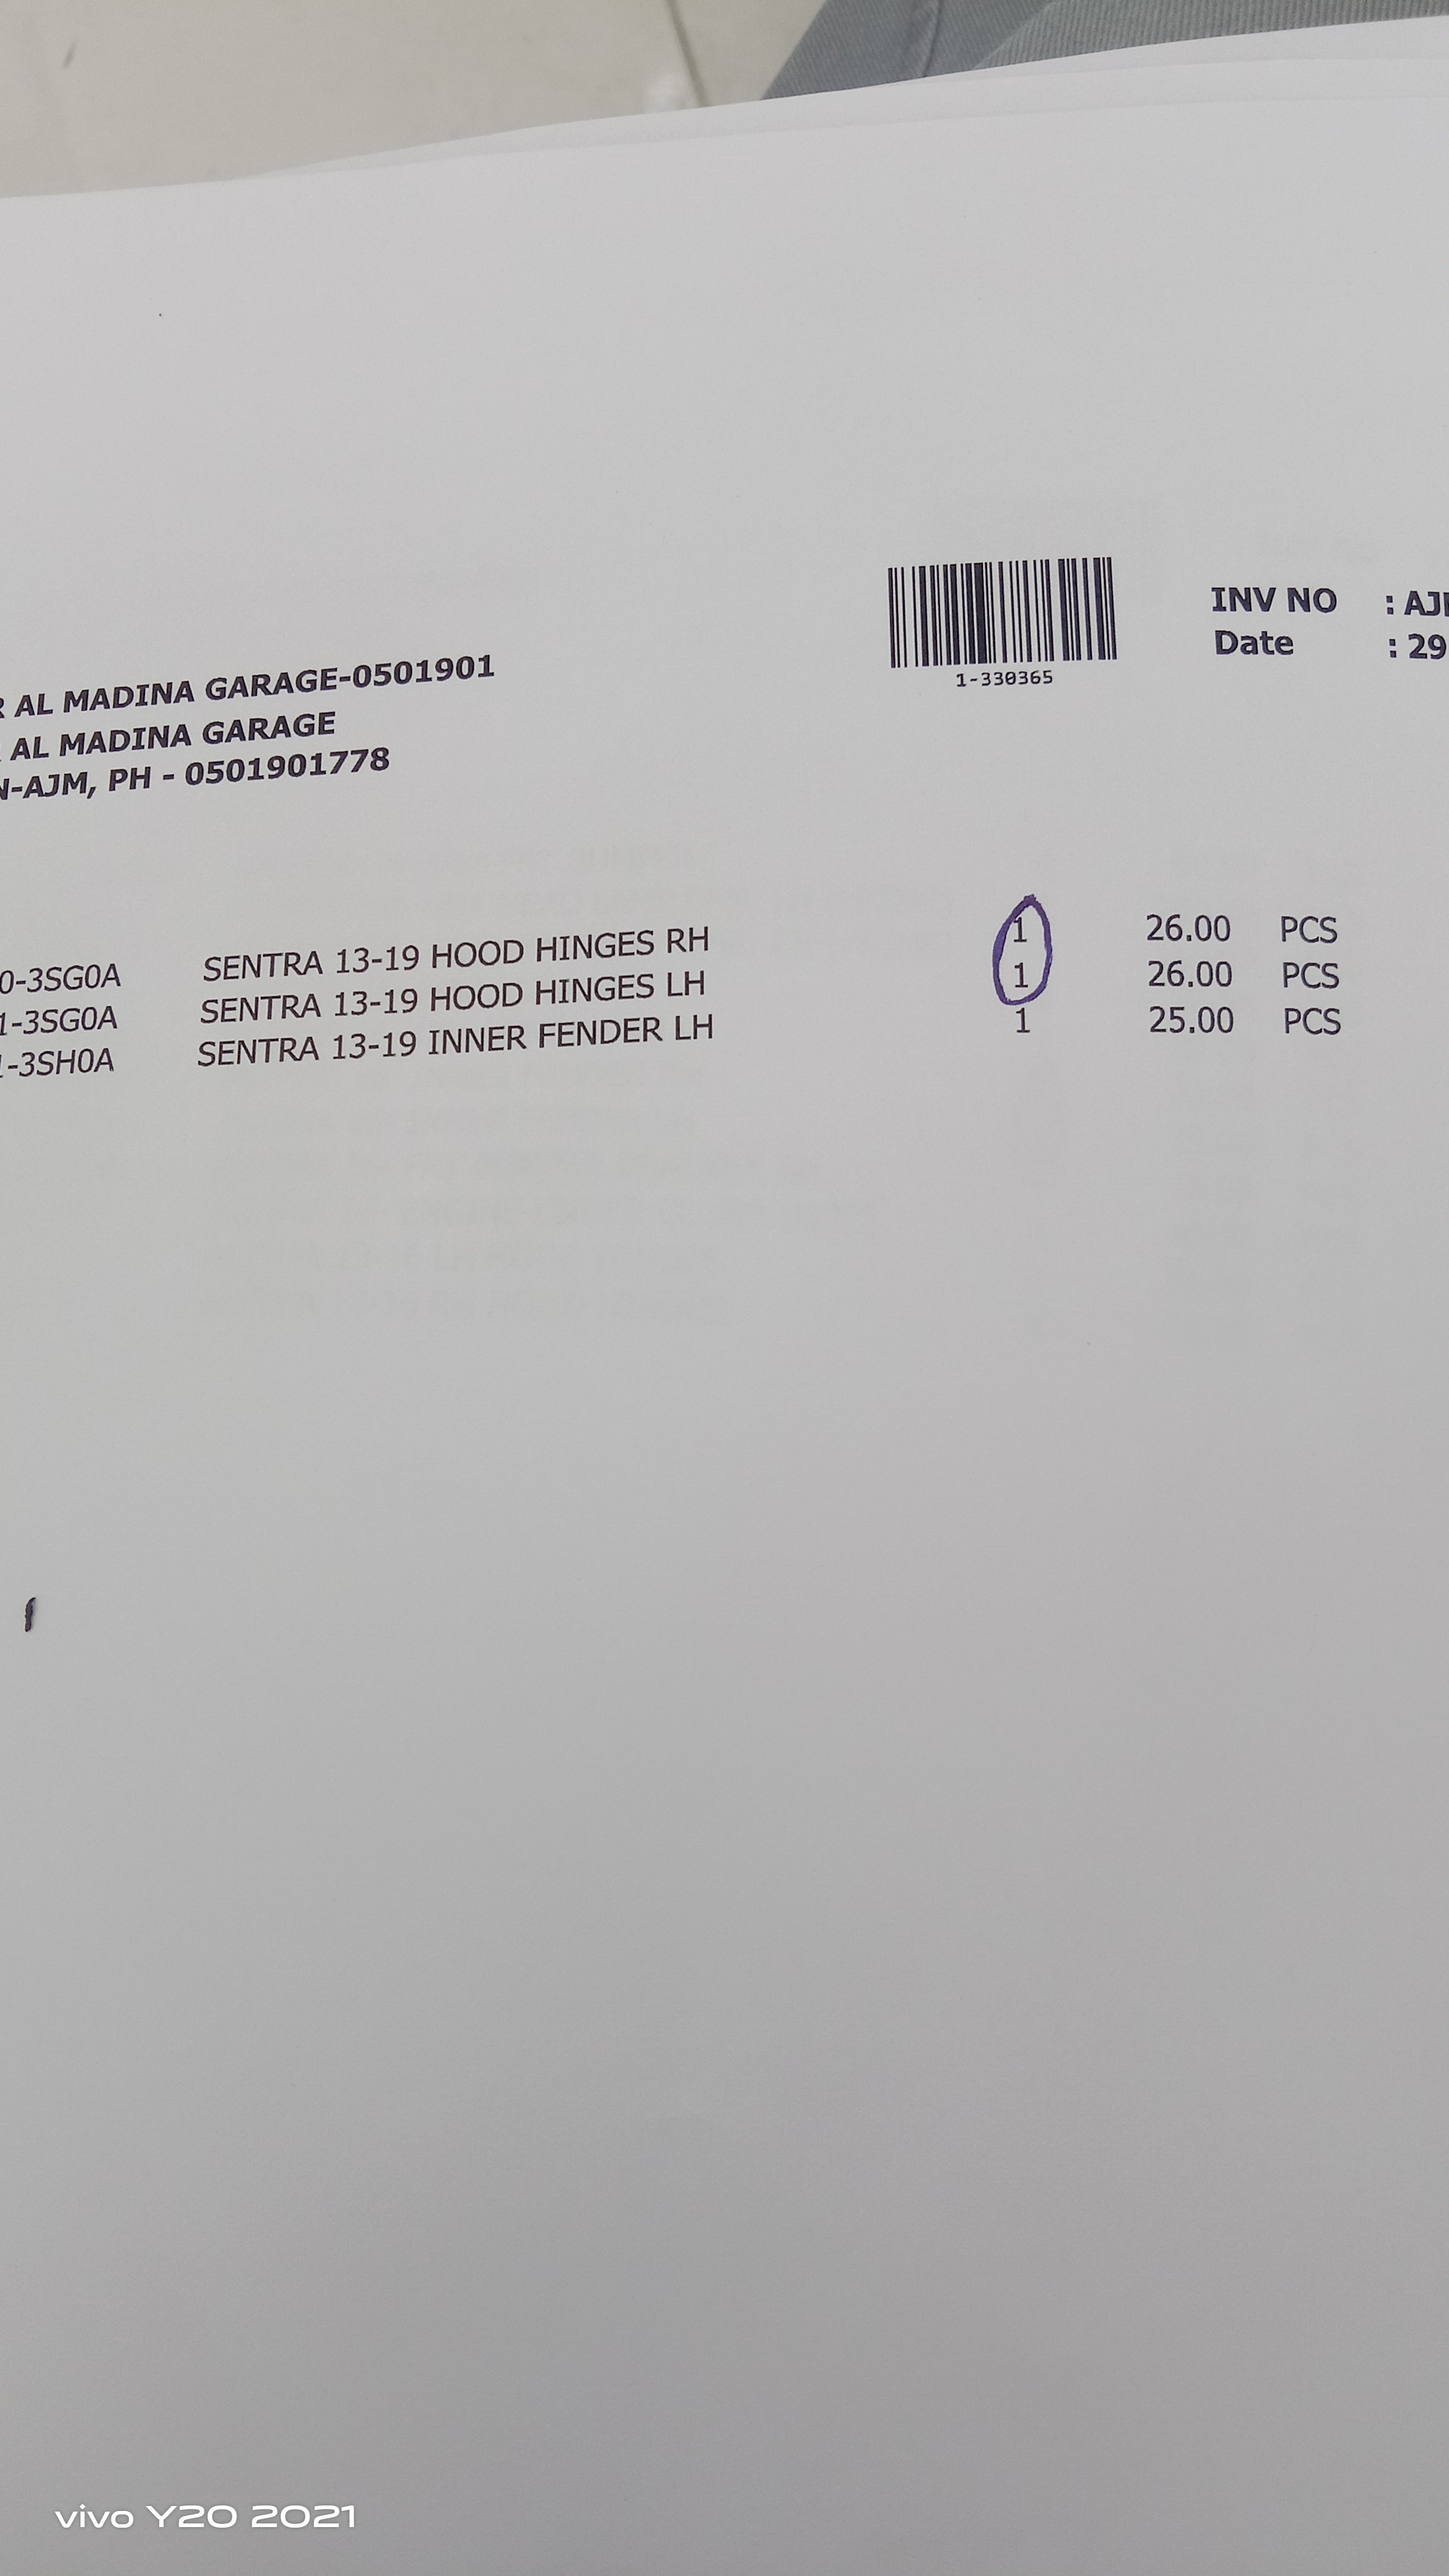 1-330365
INV NO : AJ
Date : 29
AL MADINA GARAGE-0501901
AL MADINA GARAGE
N-AJM, PH - 0501901778
0-3SG0A SENTRA 13-19 HOOD HINGES RH 1 26.00 PCS
1-3SG0A SENTRA 13-19 HOOD HINGES LH 1 26.00 PCS
1-3SH0A SENTRA 13-19 INNER FENDER LH 1 25.00 PCS
vivo Y20 2021